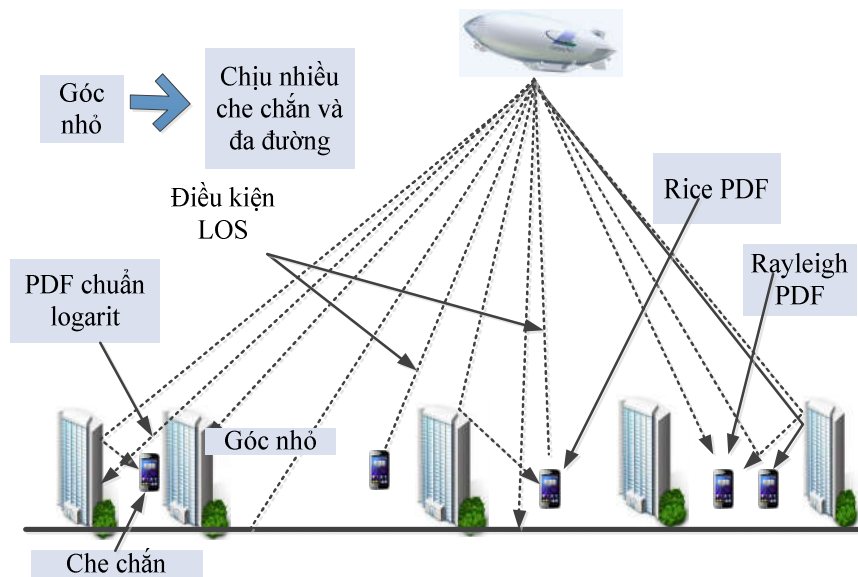 Góc
nhỏ
Chịu nhiều
che chắn và
đa đường
Điều kiện
LOS
Rice PDF
Rayleigh
PDF
PDF chuẩn
logarit
Góc nhỏ
Che chắn